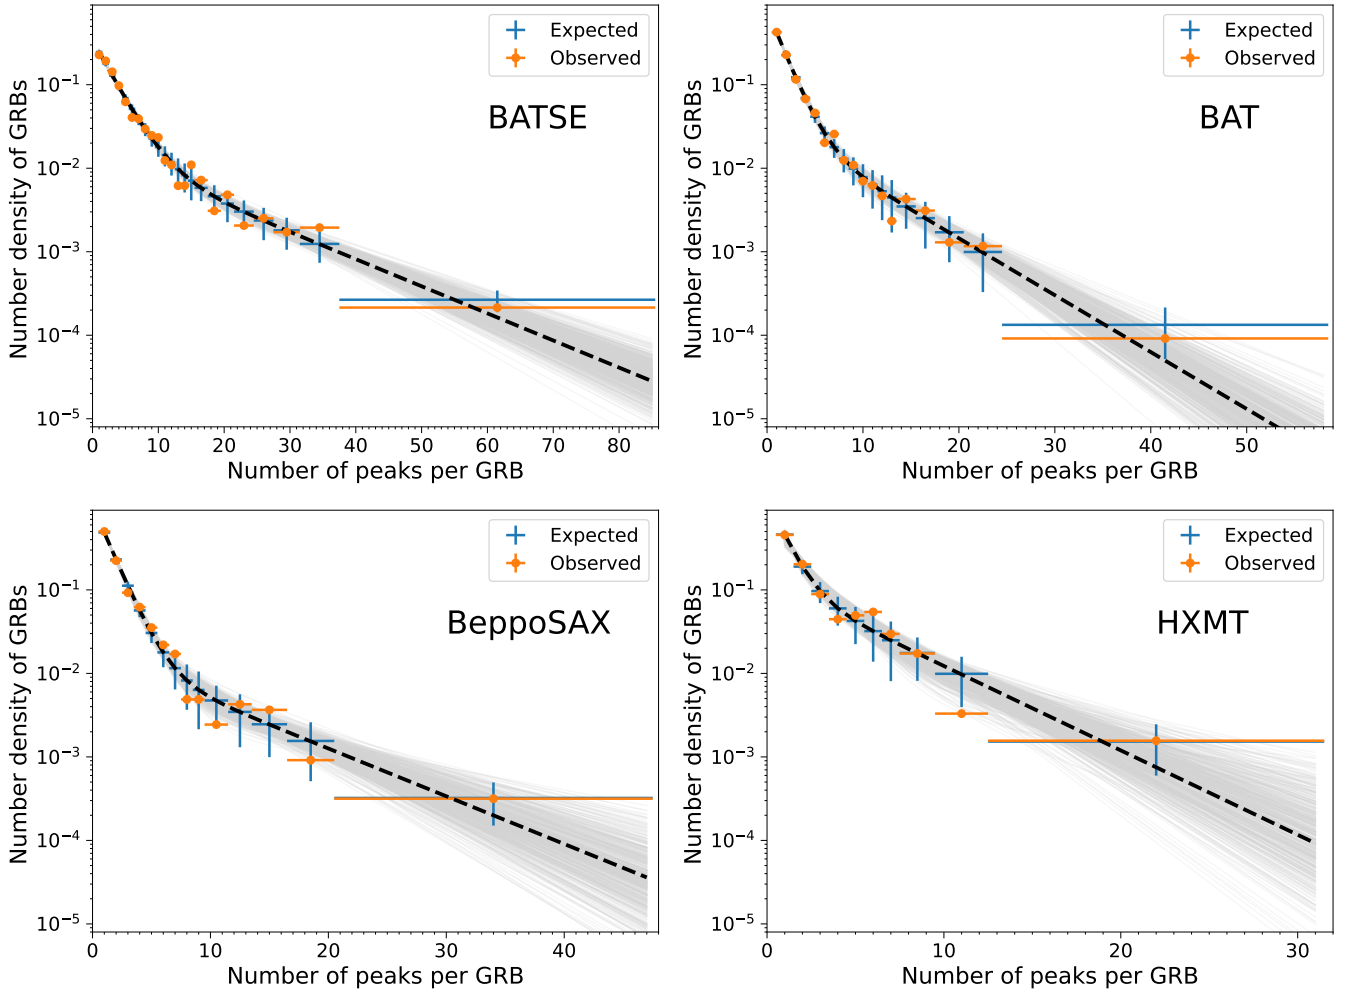 Expected
Observed
BATSE
Number density of GRBs
10⁻¹
10⁻²
10⁻³
10⁻⁴
10⁻⁵
0 10 20 30 40 50 60 70 80
Number of peaks per GRB
Expected
Observed
BAT
Number density of GRBs
10⁻¹
10⁻²
10⁻³
10⁻⁴
10⁻⁵
0 10 20 30 40 50
Number of peaks per GRB
Expected
Observed
BeppoSAX
Number density of GRBs
10⁻¹
10⁻²
10⁻³
10⁻⁴
10⁻⁵
0 10 20 30 40
Number of peaks per GRB
Expected
Observed
HXMT
Number density of GRBs
10⁻¹
10⁻²
10⁻³
10⁻⁴
10⁻⁵
0 10 20 30
Number of peaks per GRB